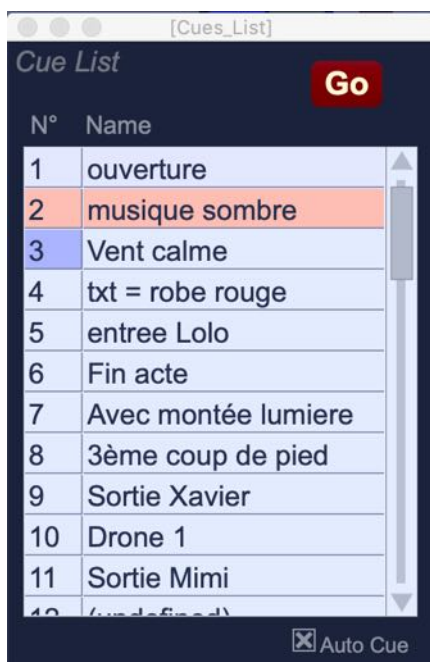 [Cues_List]
Cue List
Go
N° Name
1 ouverture
2 musique sombre
3 Vent calme
4 txt = robe rouge
5 entree Lolo
6 Fin acte
7 Avec montée lumiere
8 3ème coup de pied
9 Sortie Xavier
10 Drone 1
11 Sortie Mimi
12 (undefined)
Auto Cue